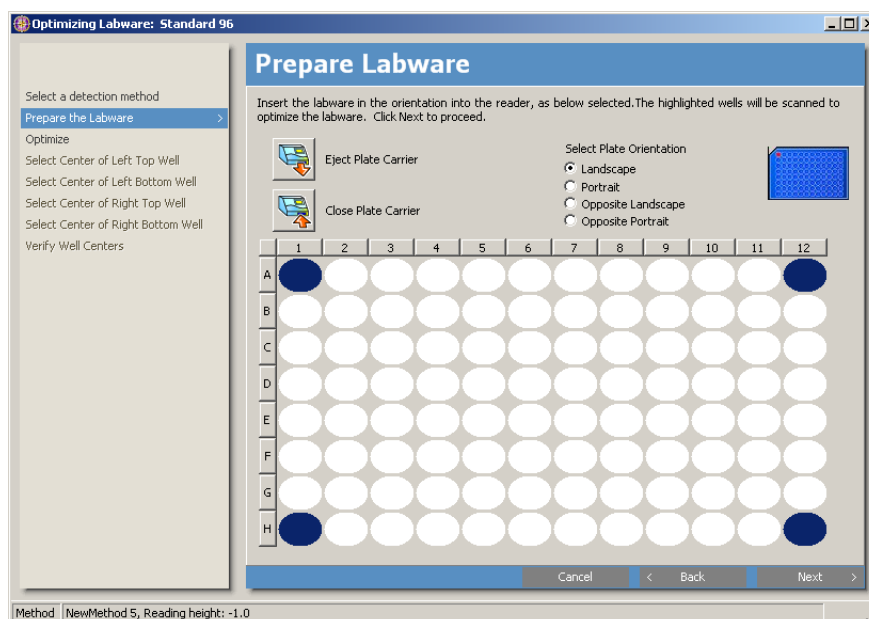 Optimizing Labware: Standard 96
Prepare Labware
Select a detection method
Prepare the Labware >
Optimize
Select Center of Left Top Well
Select Center of Left Bottom Well
Select Center of Right Top Well
Select Center of Right Bottom Well
Verify Well Centers
Insert the labware in the orientation into the reader, as below selected.The highlighted wells will be scanned to
optimize the labware. Click Next to proceed.
Eject Plate Carrier
Close Plate Carrier
Select Plate Orientation
Landscape
Portrait
Opposite Landscape
Opposite Portrait
1 2 3 4 5 6 7 8 9 10 11 12
A
B
C
D
E
F
G
H
Cancel < Back Next >
Method NewMethod 5, Reading height: -1.0